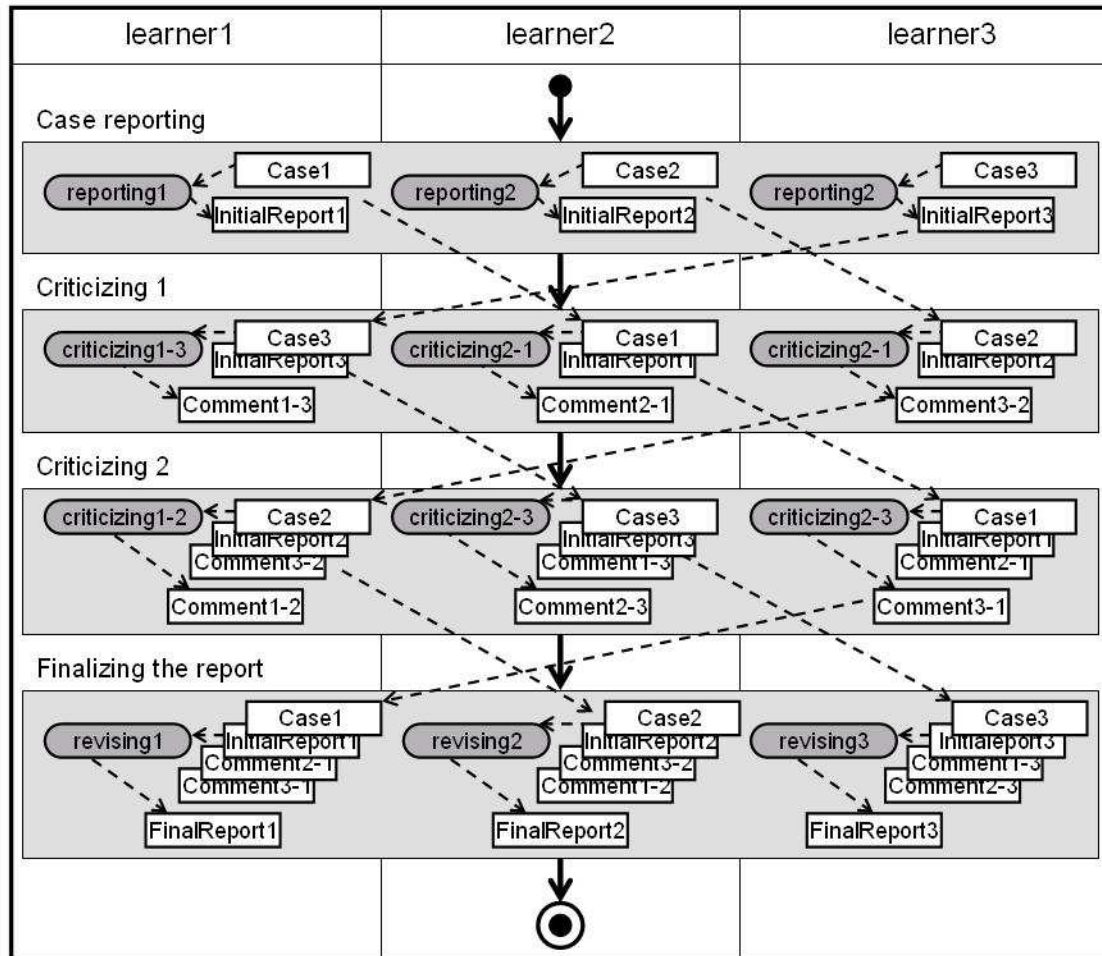 learner1 learner2 learner3
Case reporting
Case1 Case2 Case3
reporting1 reporting2 reporting2
InitialReport1 InitialReport2 InitialReport3
Criticizing 1
Case3 Case1 Case2
criticizing1-3 criticizing2-1 criticizing2-1
InitialReport3 InitialReport1 InitialReport2
Comment1-3 Comment2-1 Comment3-2
Criticizing 2
criticizing1-2 Case2 criticizing2-3 Case3 criticizing2-3 Case1
InitialReport2 InitialReport3 InitialReport1
Comment3-2 Comment1-3 Comment2-1
Comment1-2 Comment2-3 Comment3-1
Finalizing the report
Case1 Case2 Case3
revising1 InitialReport1 revising2 InitialReport2 revising3 Initialeport3
Comment2-1 Comment3-2 Comment1-3
Comment3-1 Comment1-2 Comment2-3
FinalReport1 FinalReport2 FinalReport3